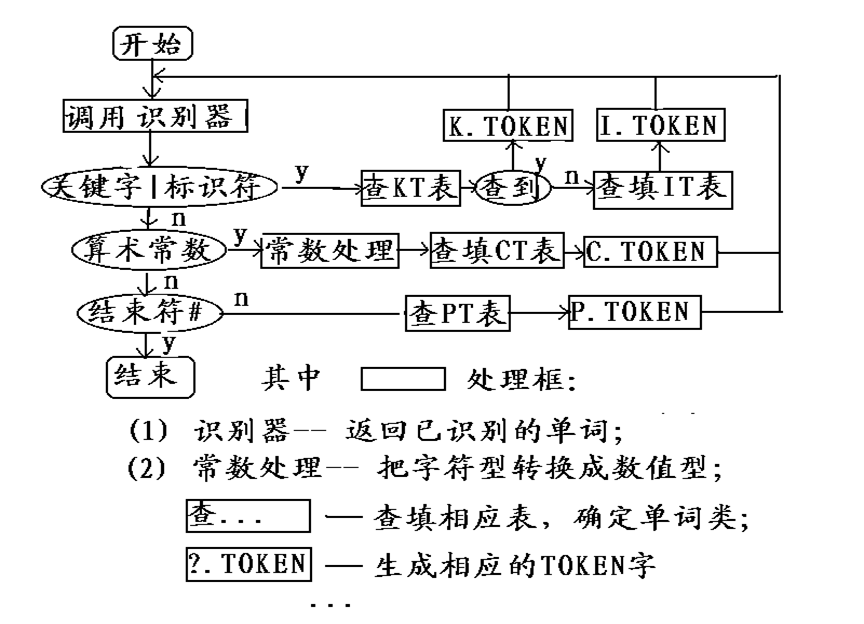 开始
调用 识别器
K.TOKEN I.TOKEN
关键字|标识符 y 查KT表 查到 y n 查填IT表
n
算术常数 y 常数处理 查填CT表 C.TOKEN
n
结束符# n 查PT表 P.TOKEN
y
结束 其中 处理框:
(1) 识别器-- 返回已识别的单词;
(2) 常数处理-- 把字符型转换成数值型;
查... — 查填相应表, 确定单词类;
?.TOKEN — 生成相应的TOKEN字
...